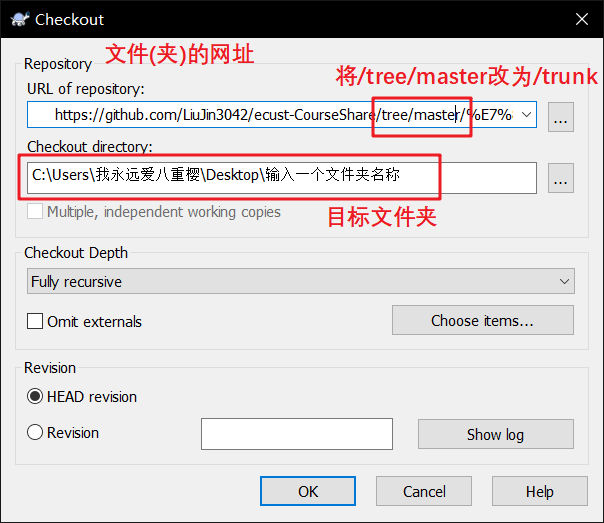 Checkout
文件(夹)的网址
Repository
将/tree/master改为/trunk
URL of repository:
https://github.com/LiuJin3042/ecust-CourseShare/tree/master/%E7%
...
Checkout directory:
C:\Users\我永远爱八重樱\Desktop\输入一个文件夹名称
...
Multiple, independent working copies
目标文件夹
Checkout Depth
Fully recursive
Omit externals
Choose items...
Revision
HEAD revision
Revision
Show log
OK
Cancel
Help